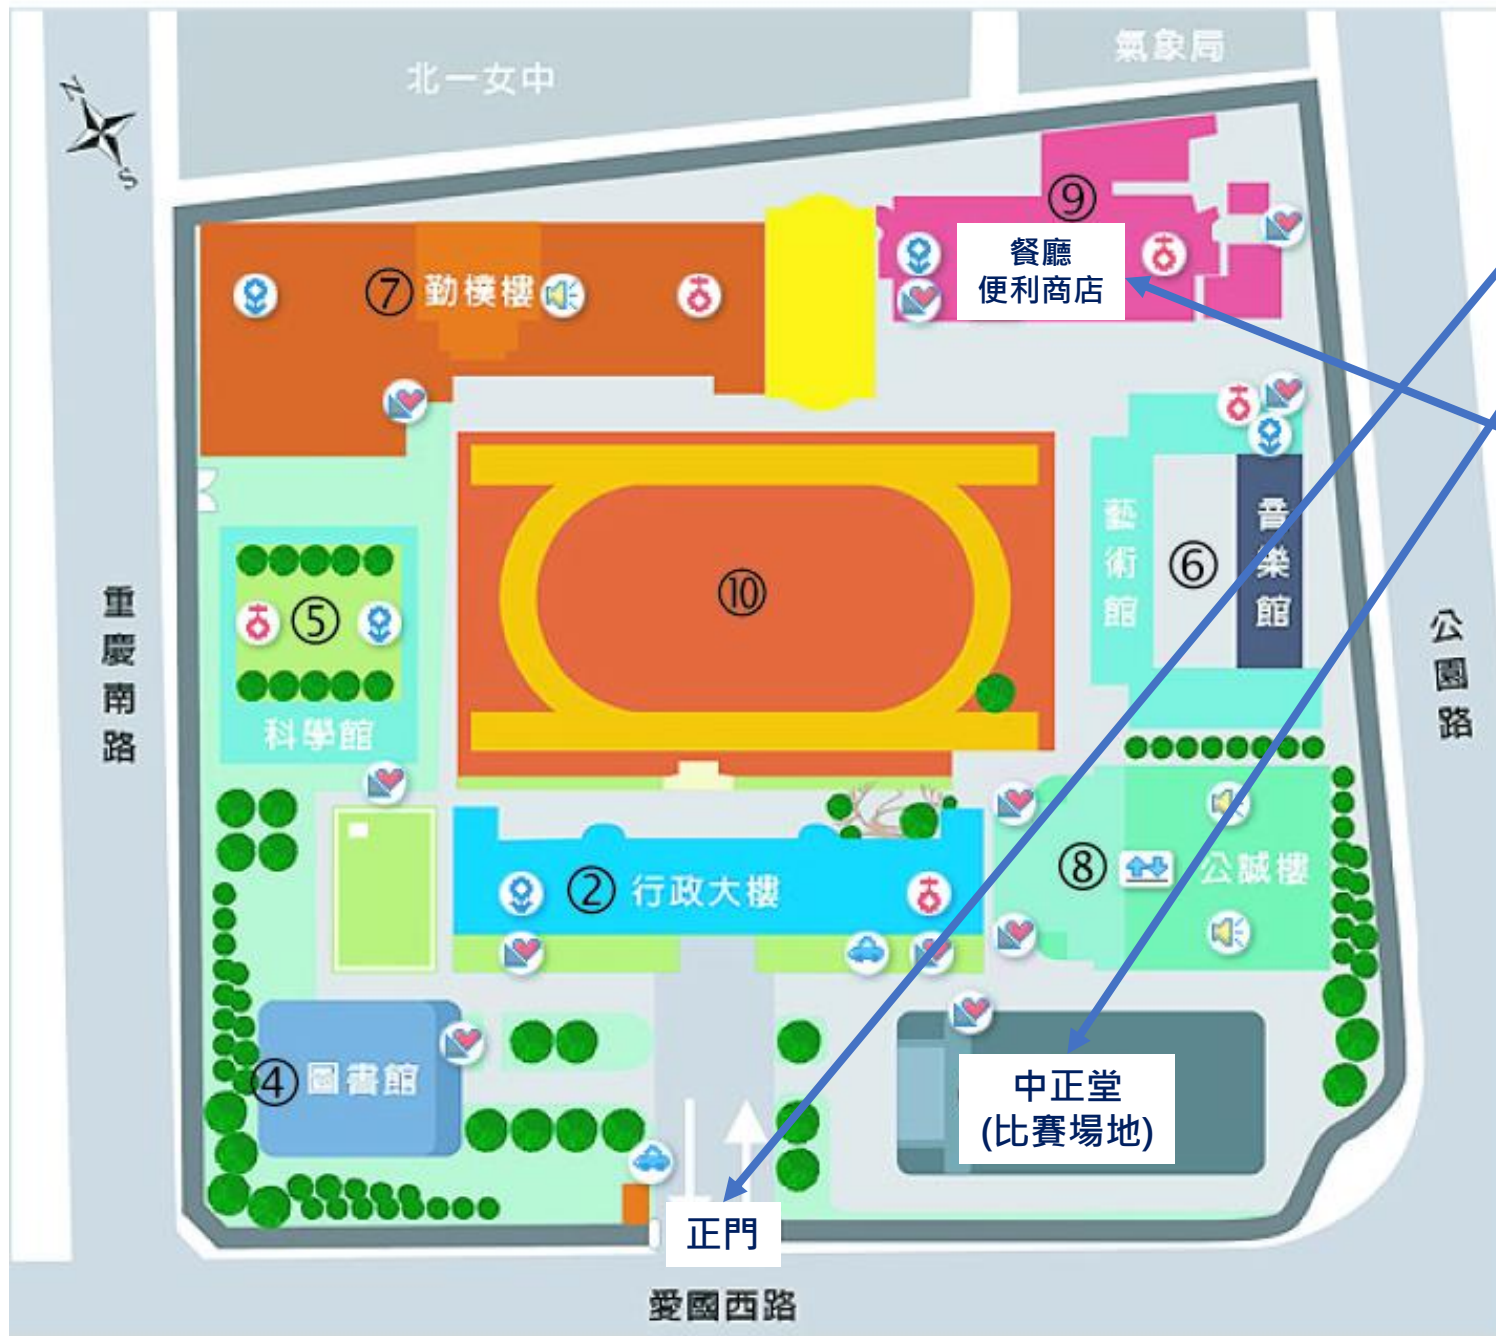 北一女中
氣象局
N
S
⑨
餐廳
便利商店
⑦ 勤樸樓
藝術館
⑥
音樂館
⑩
⑤
科學館
重慶南路
公園路
② 行政大樓
⑧
公誠樓
④ 圖書館
中正堂
(比賽場地)
正門
愛國西路